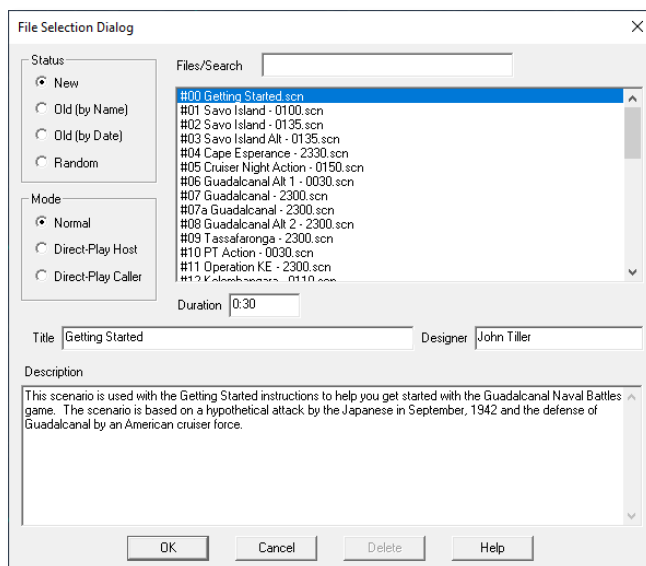 File Selection Dialog
Status
New
Old (by Name)
Old (by Date)
Random
Mode
Normal
Direct-Play Host
Direct-Play Caller
Files/Search
#00 Getting Started.scn
#01 Savo Island - 0100.scn
#02 Savo Island - 0135.scn
#03 Savo Island Alt - 0135.scn
#04 Cape Esperance - 2330.scn
#05 Cruiser Night Action - 0150.scn
#06 Guadalcanal Alt 1 - 0030.scn
#07 Guadalcanal - 2300.scn
#07a Guadalcanal - 2300.scn
#08 Guadalcanal Alt 2 - 2300.scn
#09 Tassafaronga - 2300.scn
#10 PT Action - 0030.scn
#11 Operation KE - 2300.scn
#12 Kolombangara - 0110.scn
Duration 0:30
Title Getting Started Designer John Tiller
Description
This scenario is used with the Getting Started instructions to help you get started with the Guadalcanal Naval Battles
game. The scenario is based on a hypothetical attack by the Japanese in September, 1942 and the defense of
Guadalcanal by an American cruiser force.
OK Cancel Delete Help